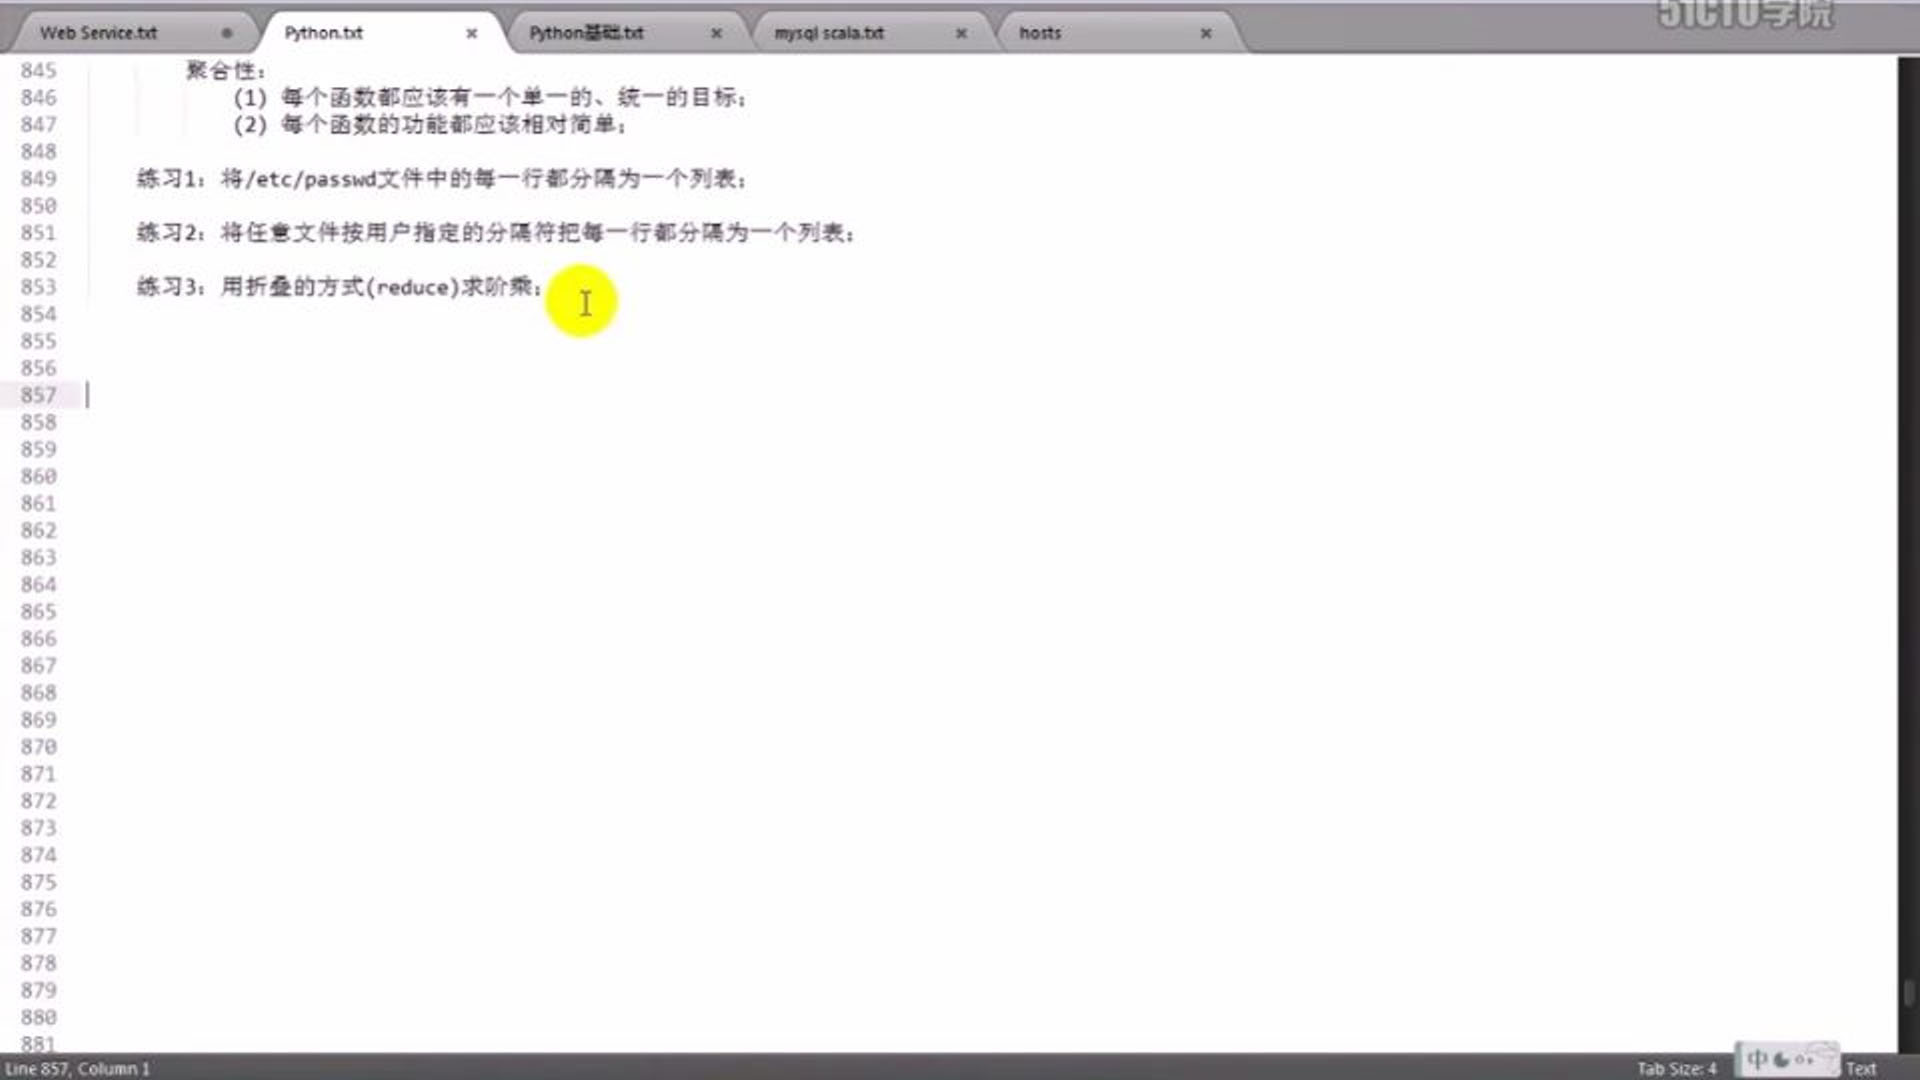 51CTO学院
Web Service.txt
Python.txt
Python基础.txt
mysql scala.txt
hosts
845 聚合性：
846 (1) 每个函数都应该有一个单一的、统一的目标；
847 (2) 每个函数的功能都应该相对简单；
848
849 练习1：将/etc/passwd文件中的每一行都分隔为一个列表；
850
851 练习2：将任意文件按用户指定的分隔符把每一行都分隔为一个列表；
852
853 练习3：用折叠的方式(reduce)求阶乘；
854
855
856
857
858
859
860
861
862
863
864
865
866
867
868
869
870
871
872
873
874
875
876
877
878
879
880
881
Line 857, Column 1
Tab Size: 4
中
Text